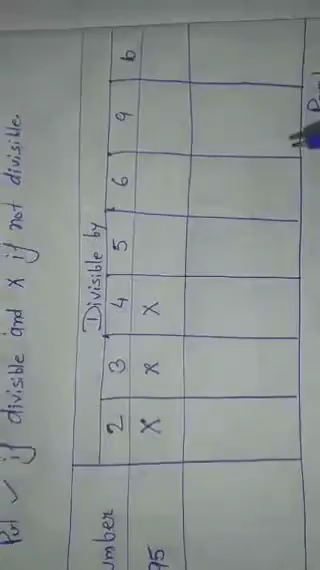 Put ✓ if divisible and X if not divisible.
Divisible by
umber 2 3 4 5 6 9
95 X X X